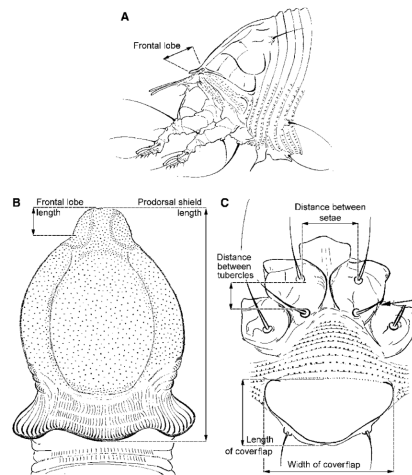 A
Frontal lobe
B
Frontal lobe
length
Prodorsal shield
length
C
Distance between
setae
Distance
between
tubercles
Length
of coverflap
Width of coverflap